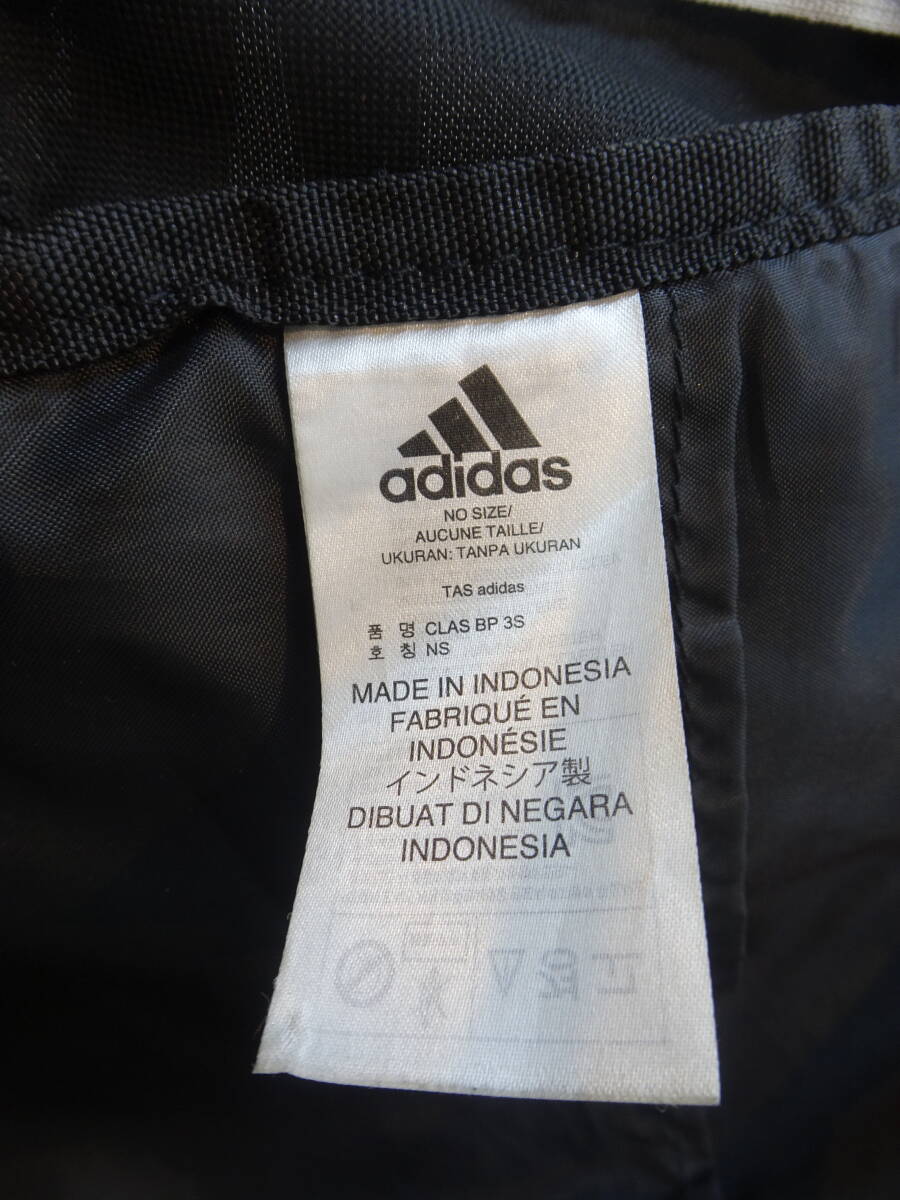 adidas
NO SIZE/
AUCUNE TAILLE/
UKURAN: TANPA UKURAN
TAS adidas
품 명 CLAS BP 3S
호 칭 NS
MADE IN INDONESIA
FABRIQUÉ EN
INDONÉSIE
インドネシア製
DIBUAT DI NEGARA
INDONESIA